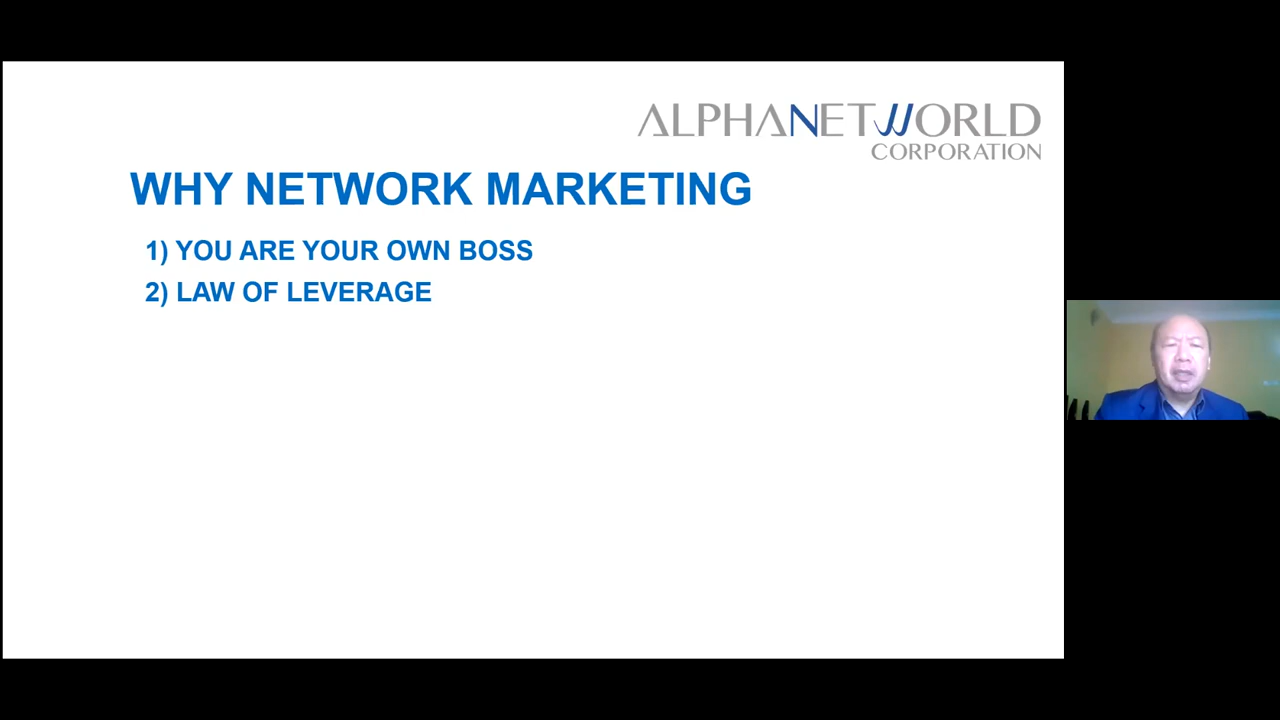 ALPHANETWORLD
CORPORATION
WHY NETWORK MARKETING
1) YOU ARE YOUR OWN BOSS
2) LAW OF LEVERAGE